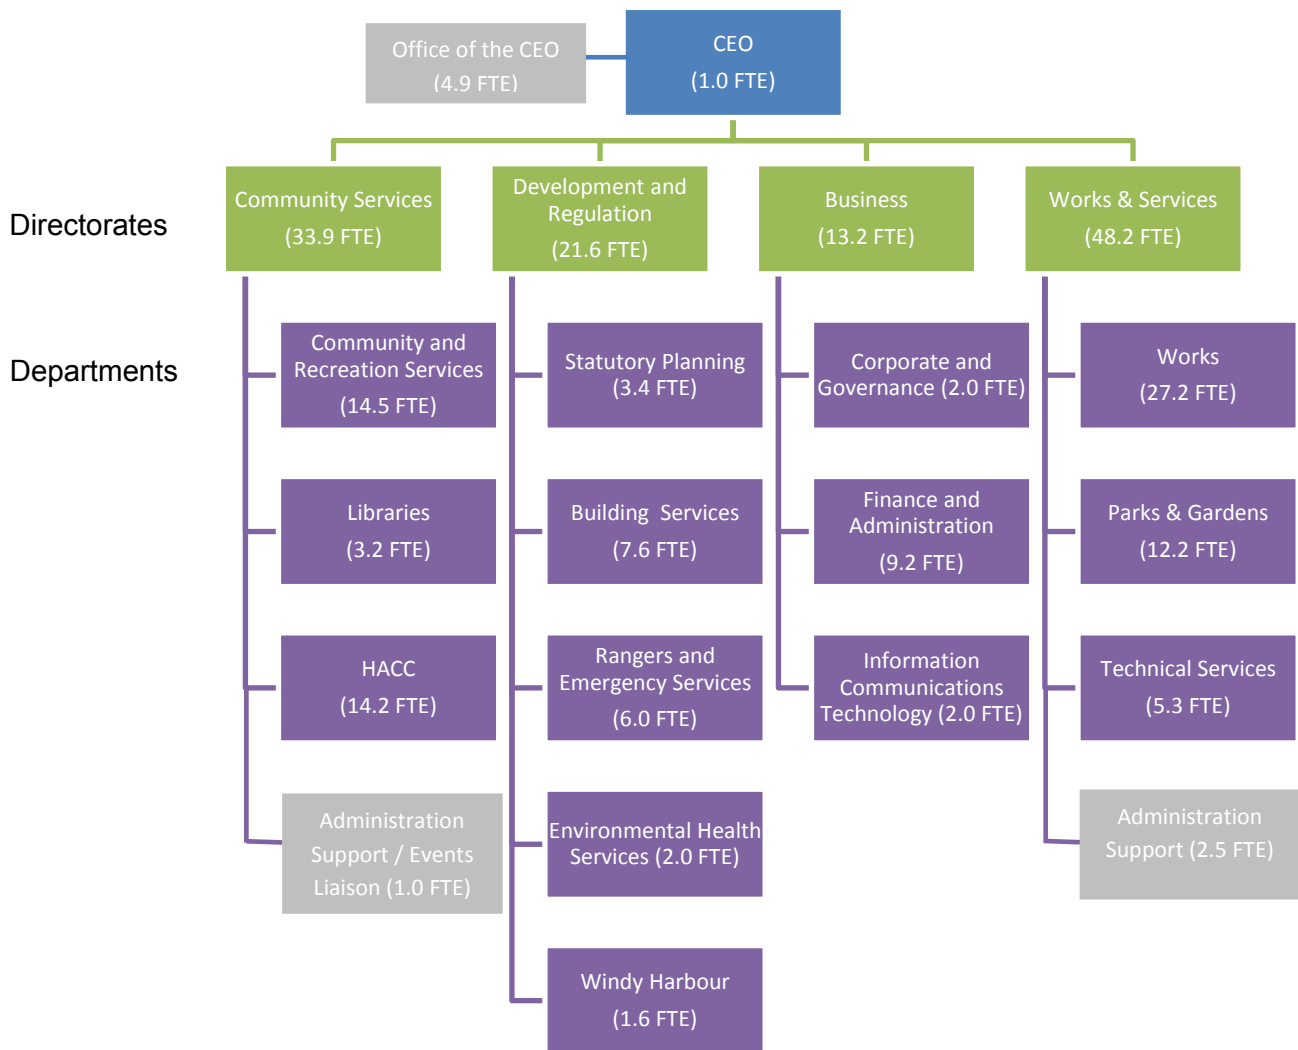 Office of the CEO
(4.9 FTE)
CEO
(1.0 FTE)
Directorates
Community Services
(33.9 FTE)
Development and
Regulation
(21.6 FTE)
Business
(13.2 FTE)
Works & Services
(48.2 FTE)
Departments
Community and
Recreation Services
(14.5 FTE)
Statutory Planning
(3.4 FTE)
Corporate and
Governance (2.0 FTE)
Works
(27.2 FTE)
Libraries
(3.2 FTE)
Building Services
(7.6 FTE)
Finance and
Administration
(9.2 FTE)
Parks & Gardens
(12.2 FTE)
HACC
(14.2 FTE)
Rangers and
Emergency Services
(6.0 FTE)
Information
Communications
Technology (2.0 FTE)
Technical Services
(5.3 FTE)
Administration
Support / Events
Liaison (1.0 FTE)
Environmental Health
Services (2.0 FTE)
Administration
Support (2.5 FTE)
Windy Harbour
(1.6 FTE)